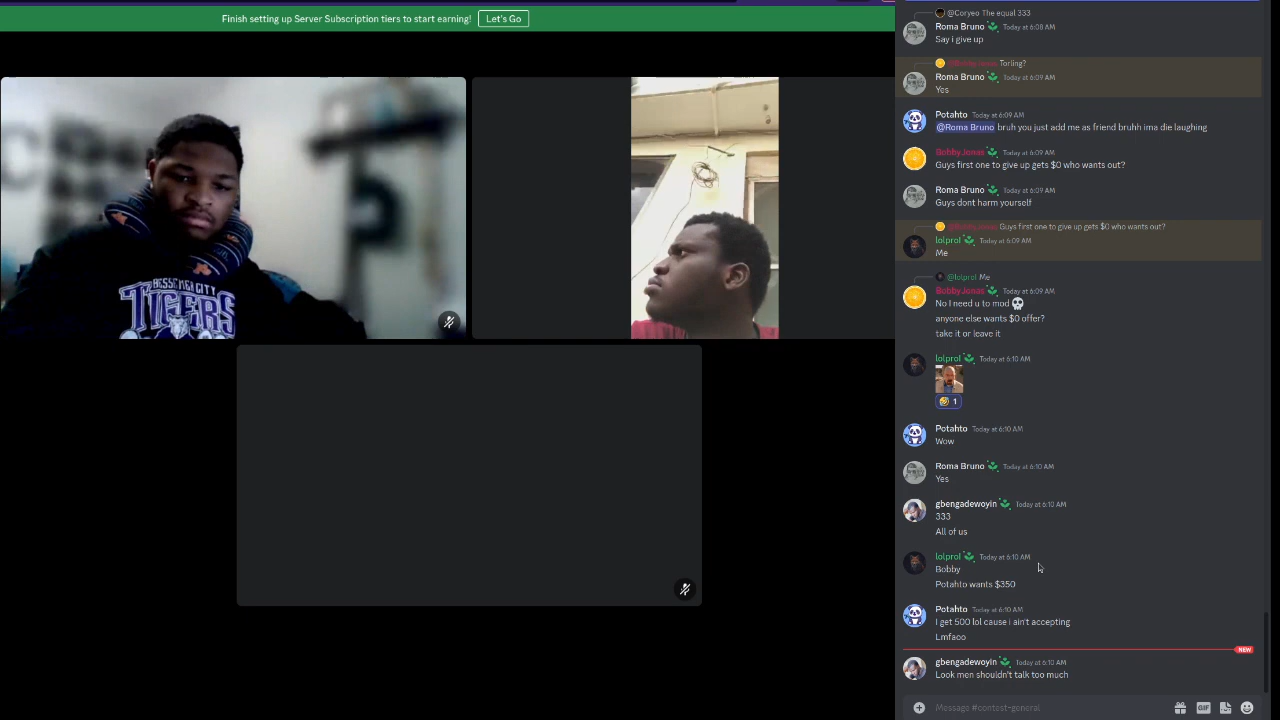 Finish setting up Server Subscription tiers to start earning! Let's Go
BESSEMER CITY
TIGERS
@Coryeo The equal 333
Roma Bruno Today at 6:08 AM
Say i give up
@BobbyJonas Torling?
Roma Bruno Today at 6:09 AM
Yes
Potahto Today at 6:09 AM
@Roma Bruno bruh you just add me as friend bruhh ima die laughing
BobbyJonas Today at 6:09 AM
Guys first one to give up gets $0 who wants out?
Roma Bruno Today at 6:09 AM
Guys dont harm yourself
@BobbyJonas Guys first one to give up gets $0 who wants out?
lolprol Today at 6:09 AM
Me
@lolprol Me
BobbyJonas Today at 6:09 AM
No I need u to mod
anyone else wants $0 offer?
take it or leave it
lolprol Today at 6:10 AM
1
Potahto Today at 6:10 AM
Wow
Roma Bruno Today at 6:10 AM
Yes
gbengadewoyin Today at 6:10 AM
333
All of us
lolprol Today at 6:10 AM
Bobby
Potahto wants $350
Potahto Today at 6:10 AM
I get 500 lol cause i ain't accepting
Lmfaoo
NEW
gbengadewoyin Today at 6:10 AM
Look men shouldn't talk too much
Message #contest-general
GIF